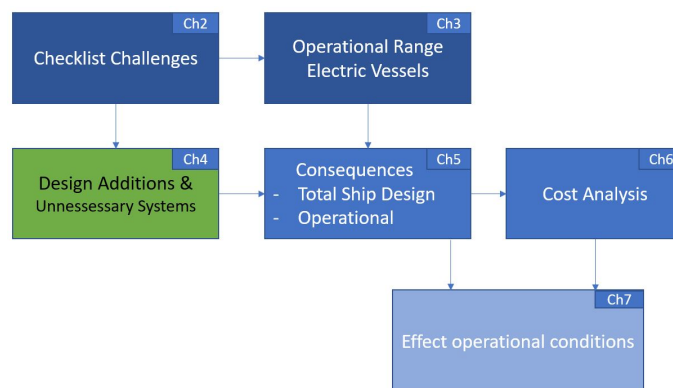 Ch2
Checklist Challenges
Ch3
Operational Range
Electric Vessels
Ch4
Design Additions &
Unnessessary Systems
Ch5
Consequences
- Total Ship Design
- Operational
Ch6
Cost Analysis
Ch7
Effect operational conditions